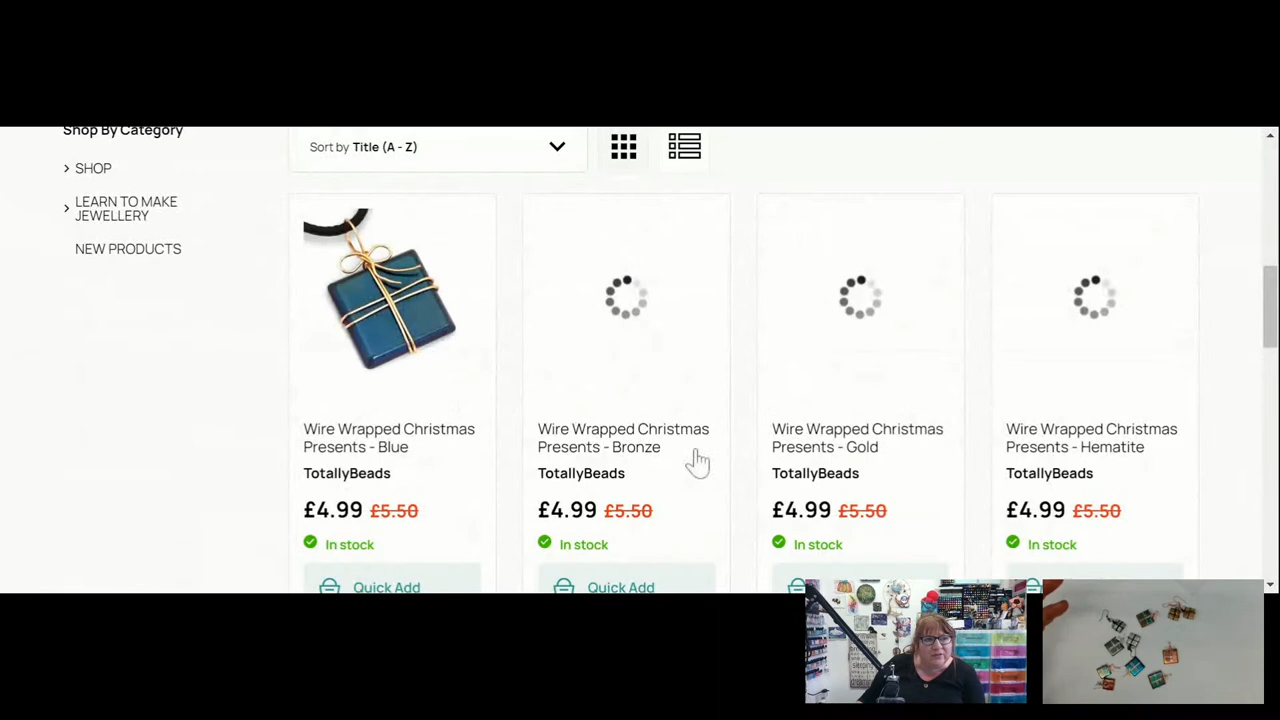 Shop By Category
SHOP
LEARN TO MAKE
JEWELLERY
NEW PRODUCTS
Sort by Title (A - Z)
Wire Wrapped Christmas
Presents - Blue
TotallyBeads
£4.99 £5.50
In stock
Quick Add
Wire Wrapped Christmas
Presents - Bronze
TotallyBeads
£4.99 £5.50
In stock
Quick Add
Wire Wrapped Christmas
Presents - Gold
TotallyBeads
£4.99 £5.50
In stock
Wire Wrapped Christmas
Presents - Hematite
TotallyBeads
£4.99 £5.50
In stock